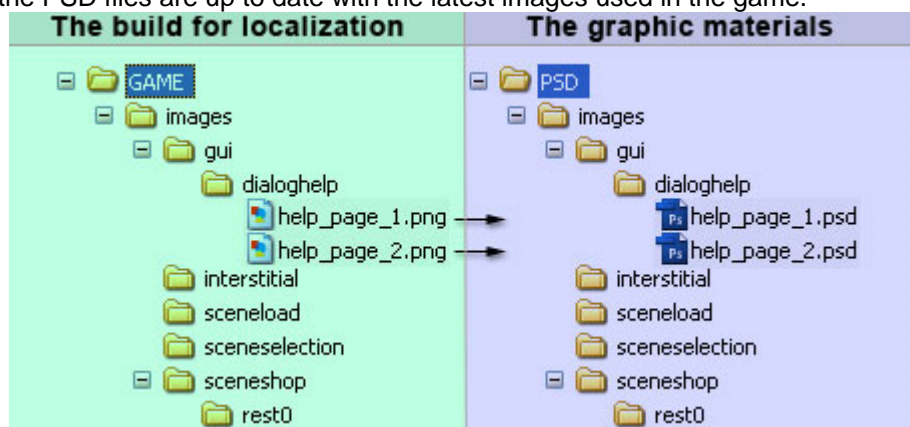 the PSD files are up to date with the latest images used in the game.
The build for localization
The graphic materials
GAME
PSD
images
images
gui
gui
dialoghelp
dialoghelp
help_page_1.png
help_page_1.psd
help_page_2.png
help_page_2.psd
interstitial
interstitial
sceneload
sceneload
sceneselection
sceneselection
sceneshop
sceneshop
rest0
rest0